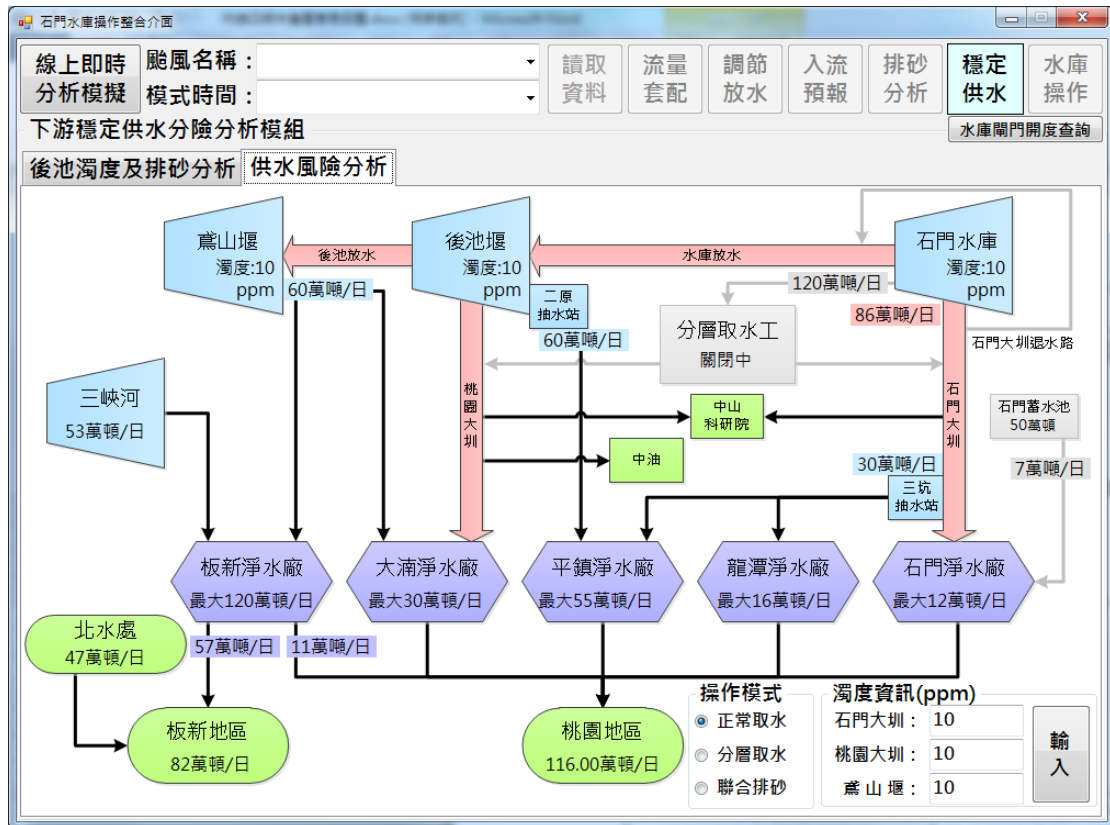 石門水庫操作整合介面
線上即時
分析模擬
颱風名稱：
模式時間：
讀取
資料
流量
套配
調節
放水
入流
預報
排砂
分析
穩定
供水
水庫
操作
下游穩定供水分險分析模組
水庫閘門開度查詢
後池濁度及排砂分析
供水風險分析
鳶山堰
濁度:10
ppm
後池放水
後池堰
濁度:10
ppm
水庫放水
石門水庫
濁度:10
ppm
60萬噸/日
二原
抽水站
60萬噸/日
120萬噸/日
86萬噸/日
分層取水工
關閉中
石門大圳退水路
三峽河
53萬頓/日
桃園大圳
中山
科研院
中油
石門大圳
石門蓄水池
50萬頓
30萬噸/日
7萬噸/日
三坑
抽水站
板新淨水廠
最大120萬頓/日
大湳淨水廠
最大30萬頓/日
平鎮淨水廠
最大55萬頓/日
龍潭淨水廠
最大16萬頓/日
石門淨水廠
最大12萬頓/日
北水處
47萬頓/日
57萬噸/日
11萬噸/日
板新地區
82萬頓/日
桃園地區
116.00萬頓/日
操作模式
正常取水
分層取水
聯合排砂
濁度資訊(ppm)
石門大圳： 10
桃園大圳： 10
鳶山堰： 10
輸
入